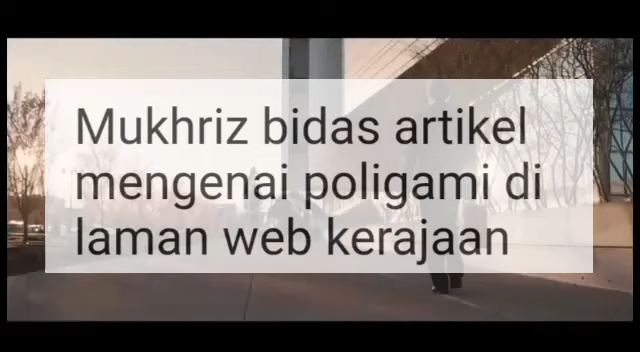 Mukhriz bidas artikel
mengenai poligami di
laman web kerajaan